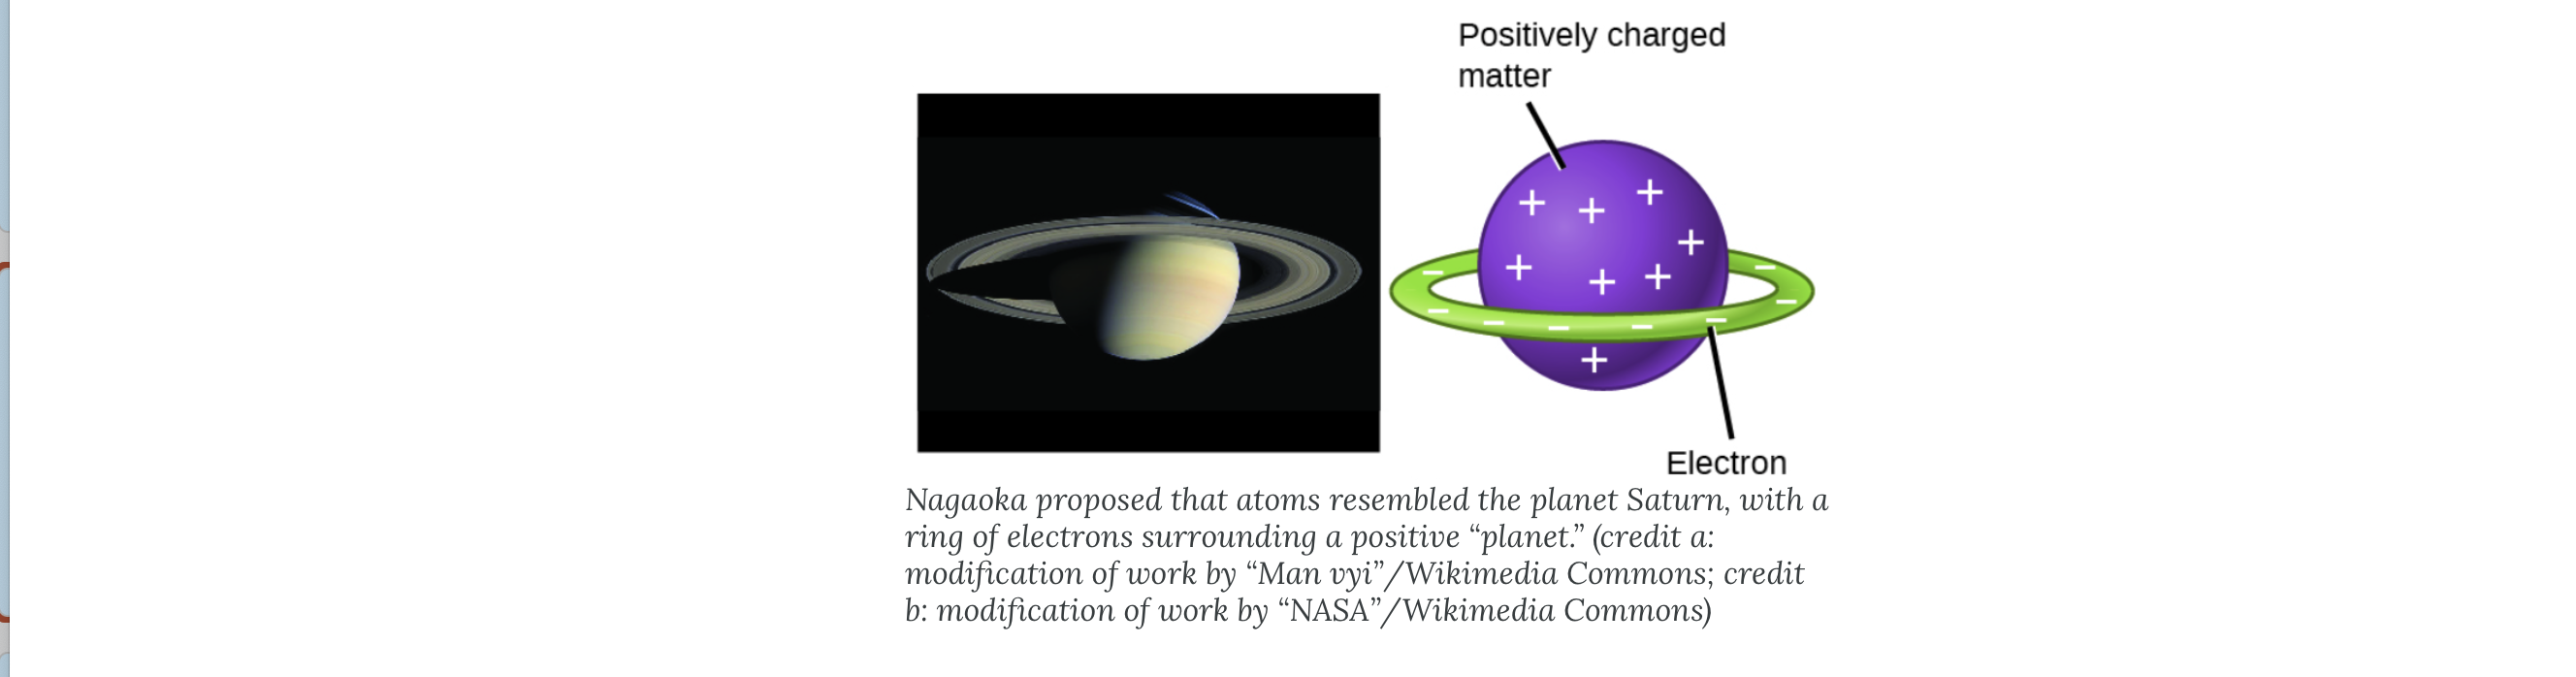 Positively charged
matter
Electron
Nagaoka proposed that atoms resembled the planet Saturn, with a
ring of electrons surrounding a positive “planet.” (credit a:
modification of work by “Man vyi”/Wikimedia Commons; credit
b: modification of work by “NASA”/Wikimedia Commons)